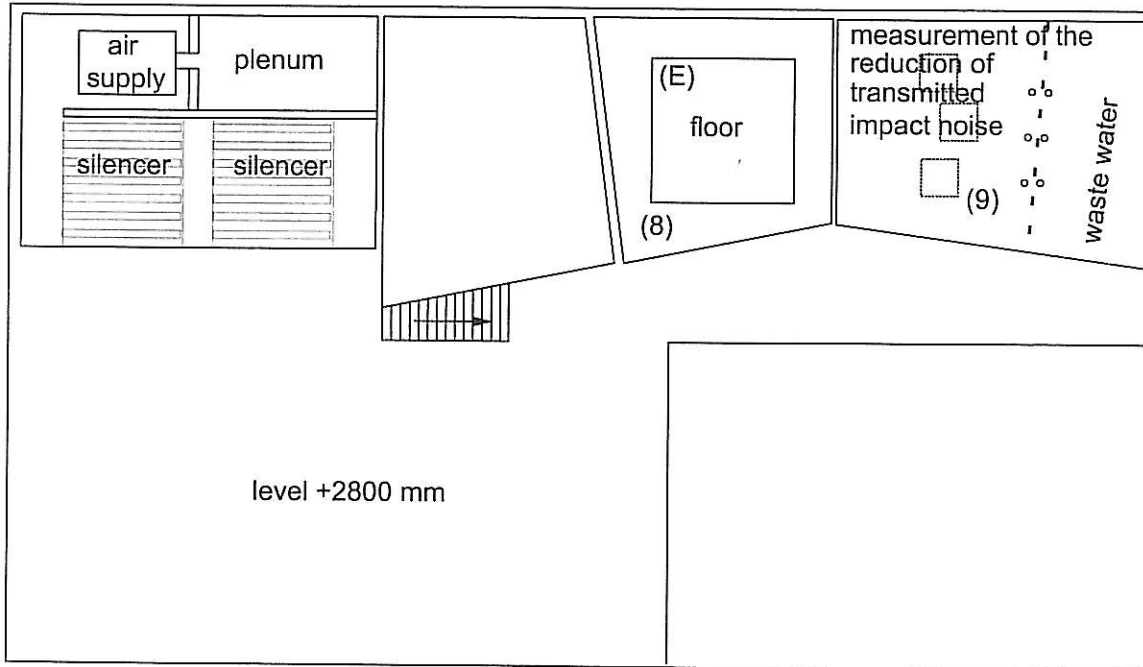 air
supply
plenum
silencer
silencer
(E)
floor
(8)
measurement of the
reduction of
transmitted
impact noise
(9)
waste water
level +2800 mm